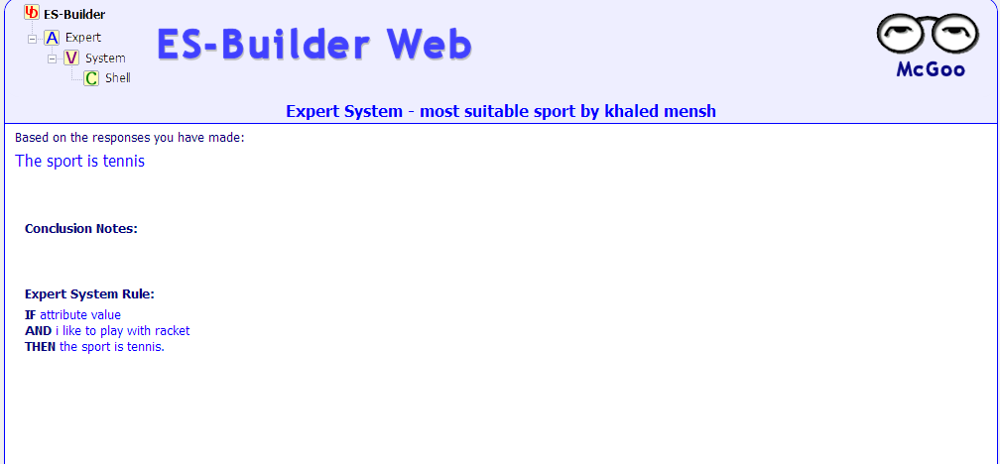 ES-Builder
A Expert
V System
C Shell
ES-Builder Web
McGoo
Expert System - most suitable sport by khaled mensh
Based on the responses you have made:
The sport is tennis
Conclusion Notes:
Expert System Rule:
IF attribute value
AND i like to play with racket
THEN the sport is tennis.